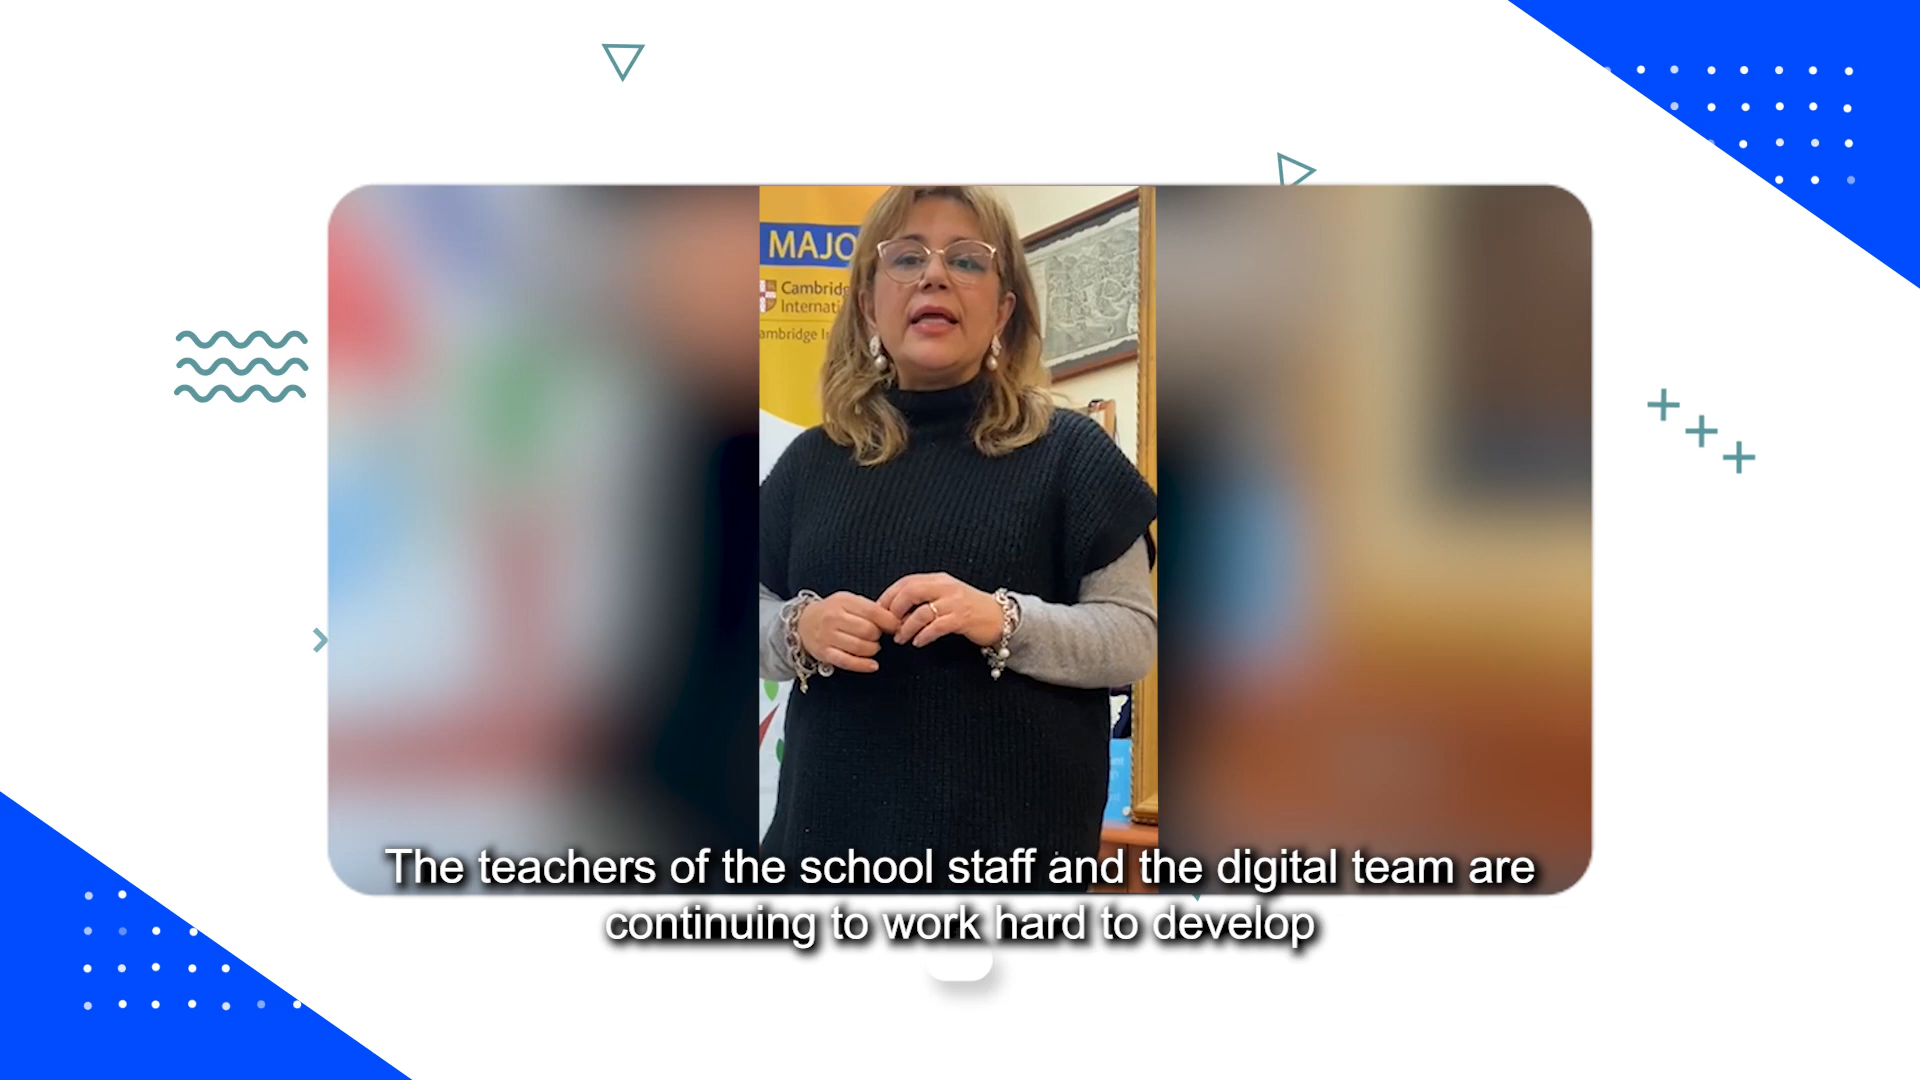 MAJO
Cambridg
Internati
ambridge I
The teachers of the school staff and the digital team are
continuing to work hard to develop